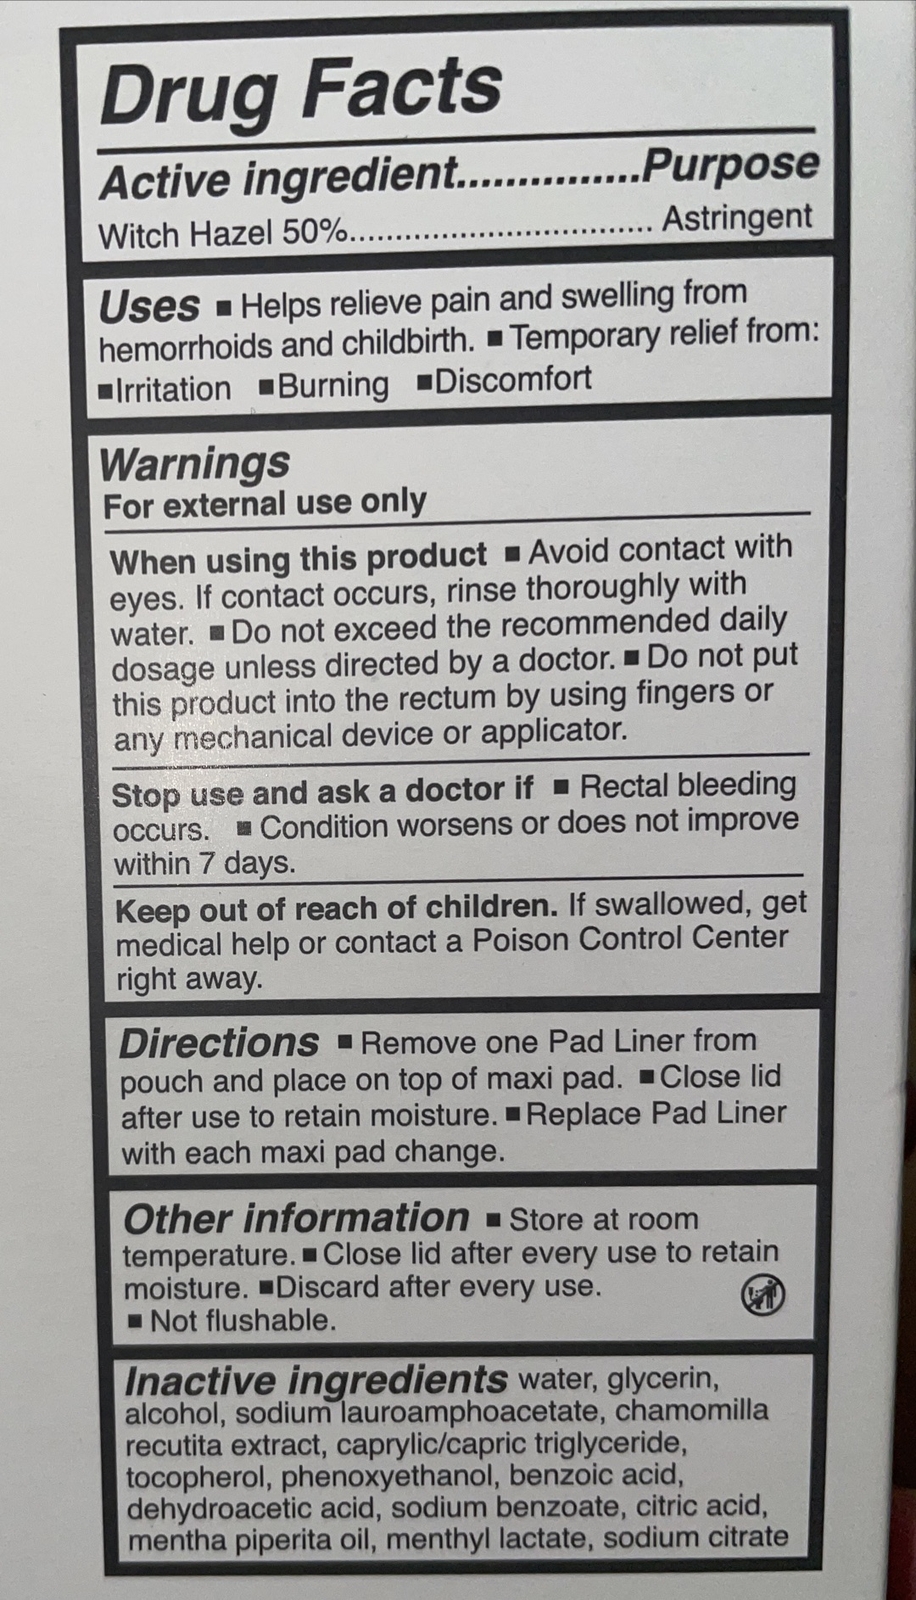 Drug Facts
Active ingredient...............Purpose
Witch Hazel 50%.................................. Astringent
Uses ■ Helps relieve pain and swelling from
hemorrhoids and childbirth. ■ Temporary relief from:
■Irritation ■Burning ■Discomfort
Warnings
For external use only
When using this product ■ Avoid contact with
eyes. If contact occurs, rinse thoroughly with
water. ■ Do not exceed the recommended daily
dosage unless directed by a doctor. ■ Do not put
this product into the rectum by using fingers or
any mechanical device or applicator.
Stop use and ask a doctor if ■ Rectal bleeding
occurs. ■ Condition worsens or does not improve
within 7 days.
Keep out of reach of children. If swallowed, get
medical help or contact a Poison Control Center
right away.
Directions ■ Remove one Pad Liner from
pouch and place on top of maxi pad. ■ Close lid
after use to retain moisture. ■ Replace Pad Liner
with each maxi pad change.
Other information ■ Store at room
temperature. ■ Close lid after every use to retain
moisture. ■Discard after every use.
■ Not flushable.
Inactive ingredients water, glycerin,
alcohol, sodium lauroamphoacetate, chamomilla
recutita extract, caprylic/capric triglyceride,
tocopherol, phenoxyethanol, benzoic acid,
dehydroacetic acid, sodium benzoate, citric acid,
mentha piperita oil, menthyl lactate, sodium citrate